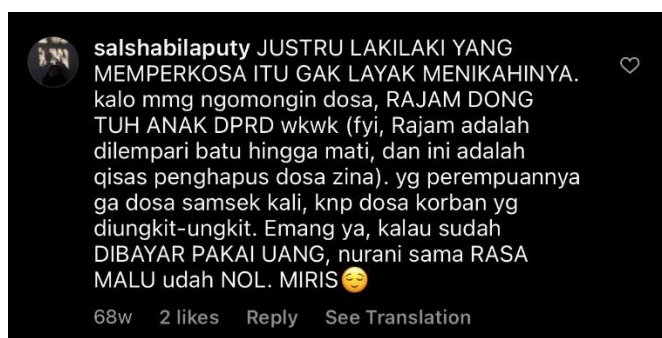 salshabilaputy JUSTRU LAKILAKI YANG
MEMPERKOSA ITU GAK LAYAK MENIKAHINYA.
kalo mmg ngomongin dosa, RAJAM DONG
TUH ANAK DPRD wkwk (fyi, Rajam adalah
dilempari batu hingga mati, dan ini adalah
qisas penghapus dosa zina). yg perempuannya
ga dosa samsek kali, knp dosa korban yg
diungkit-ungkit. Emang ya, kalau sudah
DIBAYAR PAKAI UANG, nurani sama RASA
MALU udah NOL. MIRIS😌
68w 2 likes Reply See Translation